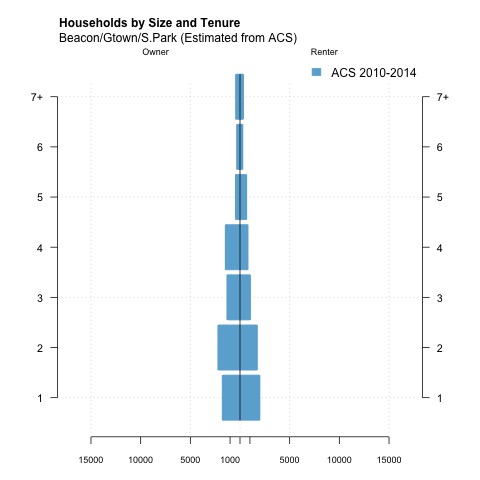 Households by Size and Tenure
Beacon/Gtown/S.Park (Estimated from ACS)
Owner Renter
ACS 2010-2014
7+ 7+
6 6
5 5
4 4
3 3
2 2
1 1
15000 10000 5000 1000 5000 10000 15000